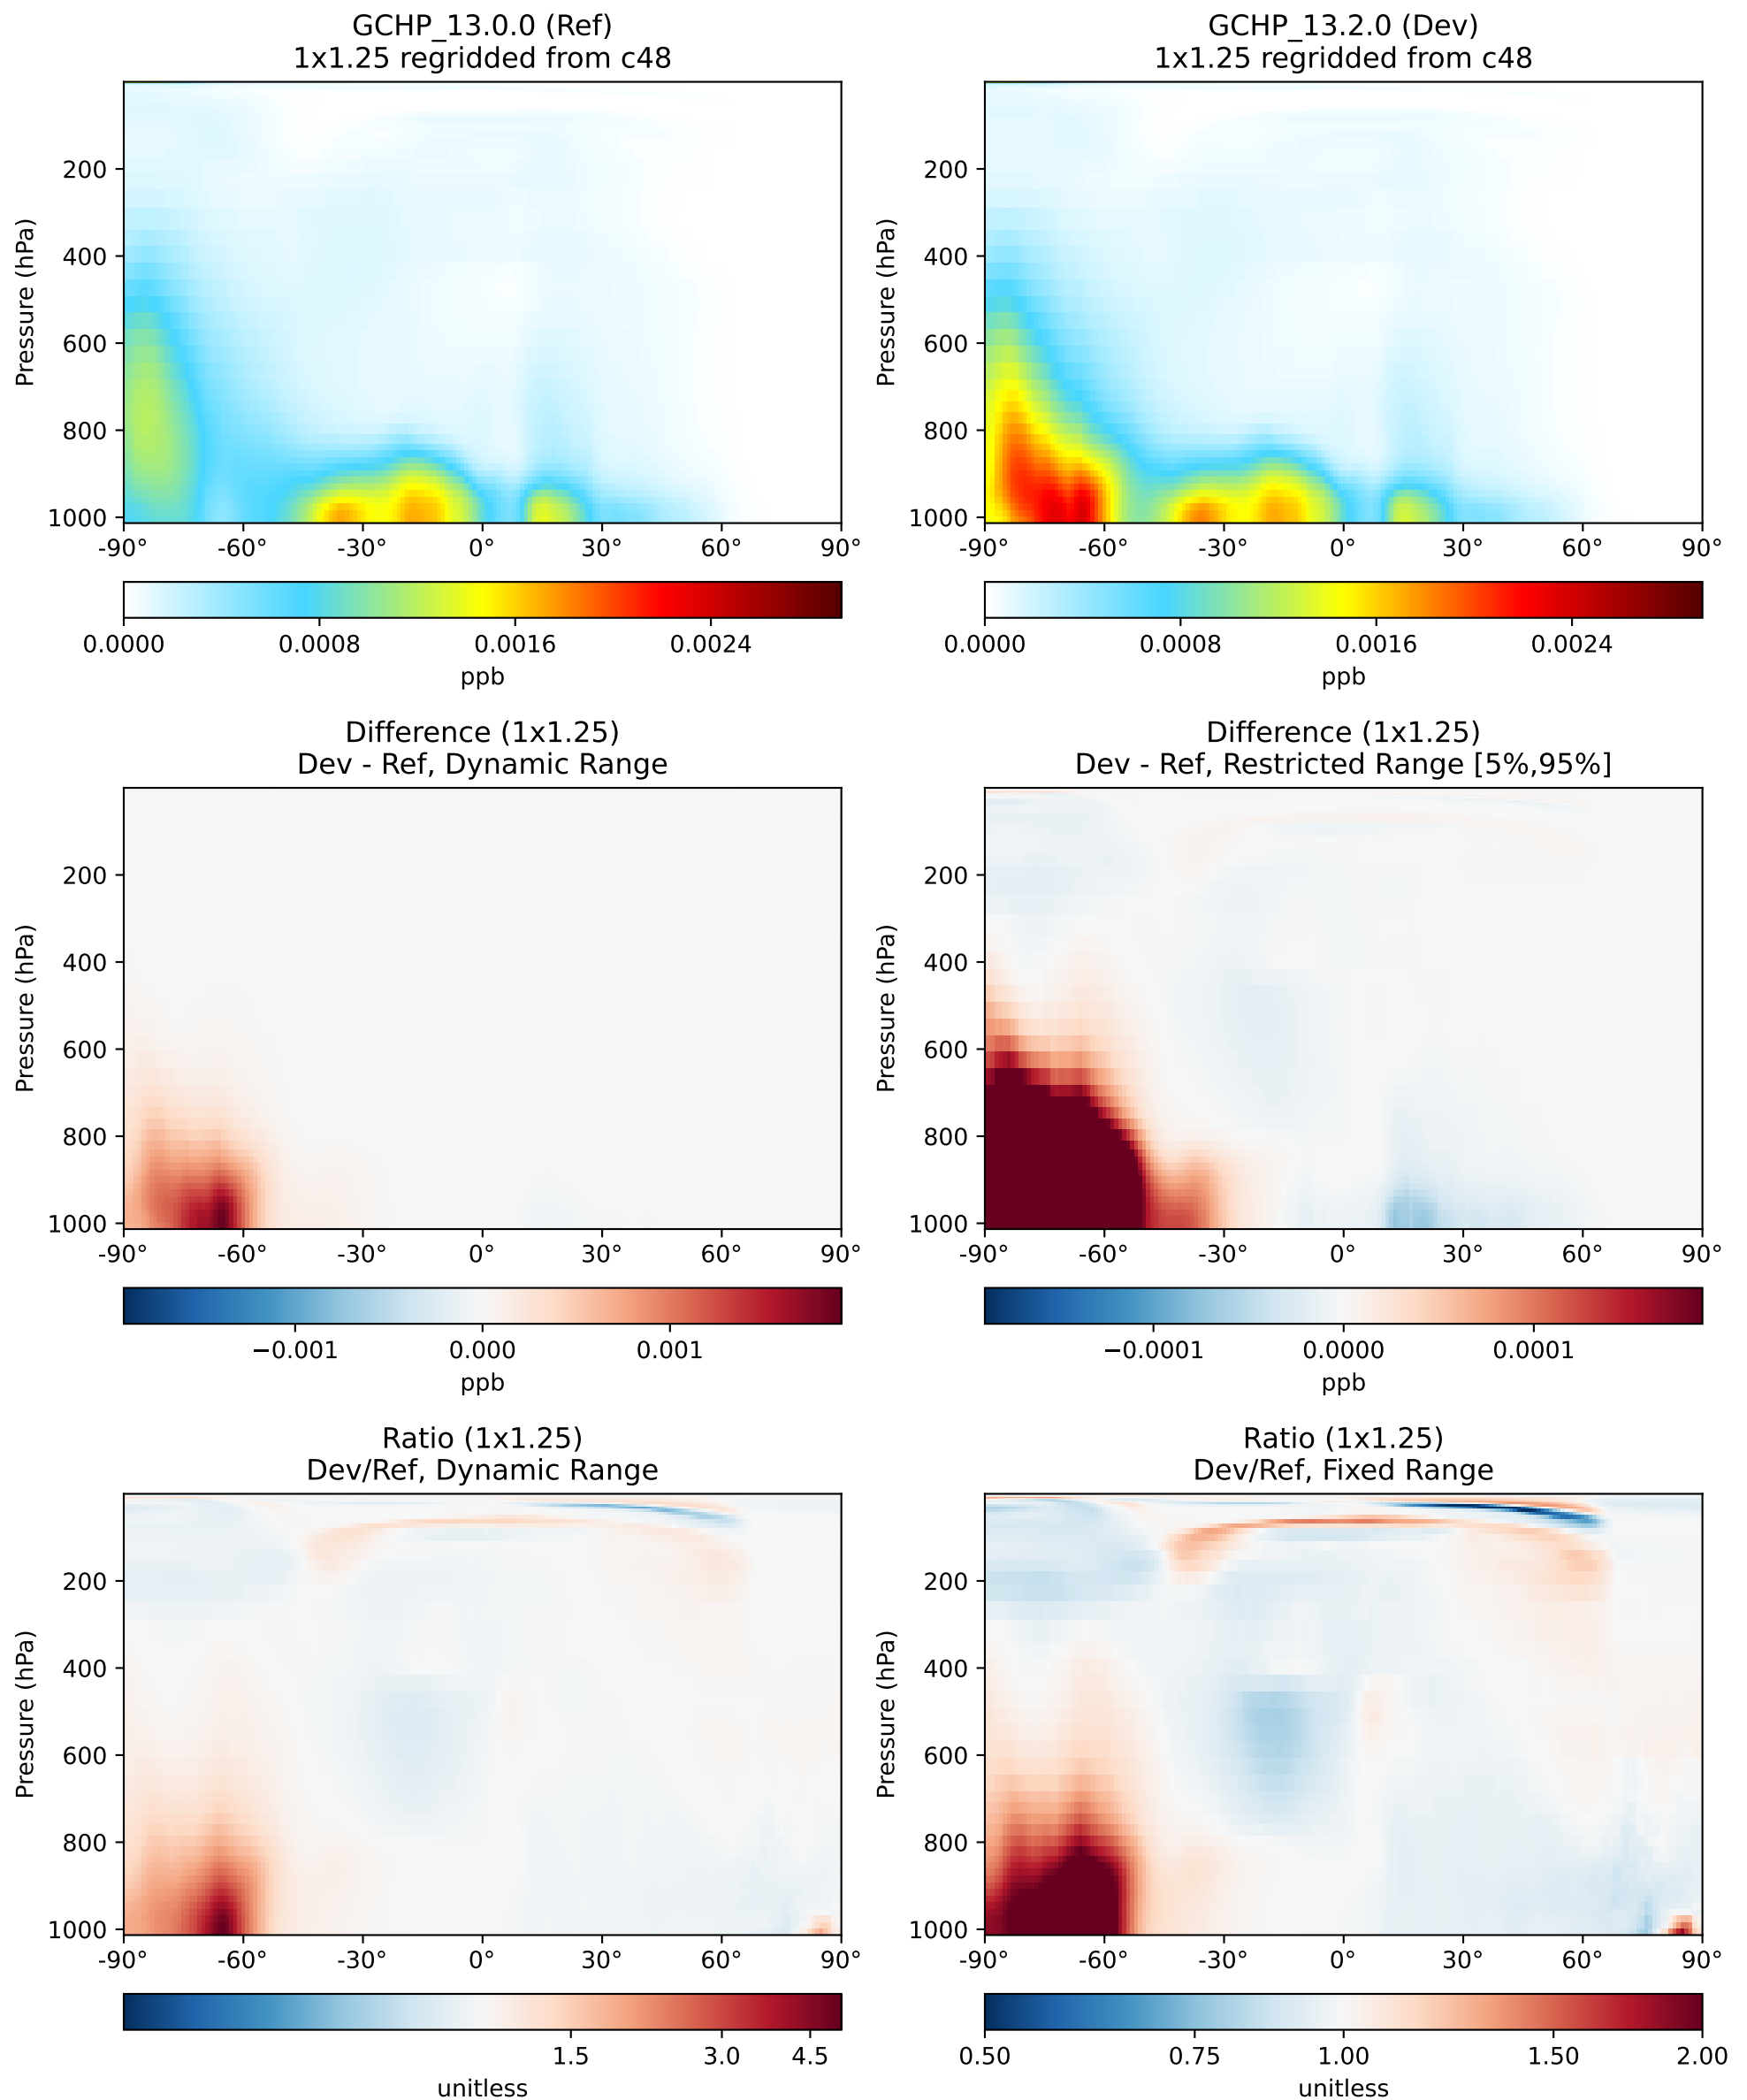 GCHP_13.0.0 (Ref)
1x1.25 regridded from c48
Pressure (hPa)
200
400
600
800
1000
-90° -60° -30° 0° 30° 60° 90°
0.0000 0.0008 0.0016 0.0024
ppb
GCHP_13.2.0 (Dev)
1x1.25 regridded from c48
Pressure (hPa)
200
400
600
800
1000
-90° -60° -30° 0° 30° 60° 90°
0.0000 0.0008 0.0016 0.0024
ppb
Difference (1x1.25)
Dev - Ref, Dynamic Range
Pressure (hPa)
200
400
600
800
1000
-90° -60° -30° 0° 30° 60° 90°
−0.001 0.000 0.001
ppb
Difference (1x1.25)
Dev - Ref, Restricted Range [5%,95%]
Pressure (hPa)
200
400
600
800
1000
-90° -60° -30° 0° 30° 60° 90°
−0.0001 0.0000 0.0001
ppb
Ratio (1x1.25)
Dev/Ref, Dynamic Range
Pressure (hPa)
200
400
600
800
1000
-90° -60° -30° 0° 30° 60° 90°
1.5 3.0 4.5
unitless
Ratio (1x1.25)
Dev/Ref, Fixed Range
Pressure (hPa)
200
400
600
800
1000
-90° -60° -30° 0° 30° 60° 90°
0.50 0.75 1.00 1.50 2.00
unitless